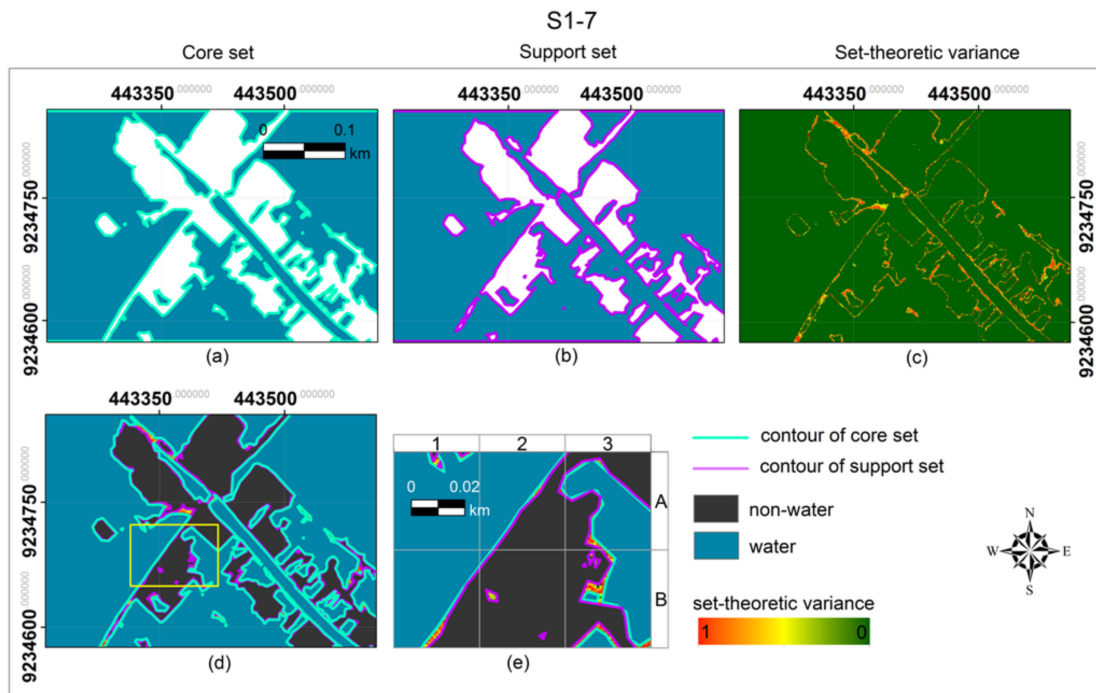 S1-7
Core set
Support set
Set-theoretic variance
443350.000000 443500.000000
443350.000000 443500.000000
443350.000000 443500.000000
0 0.1
km
9234750.000000
9234600.000000
9234750.000000
9234600.000000
(a)
(b)
(c)
443350.000000 443500.000000
9234750.000000
9234600.000000
(d)
1 2 3
A
B
0 0.02
km
(e)
contour of core set
contour of support set
non-water
water
set-theoretic variance
1 0
N
W E
S